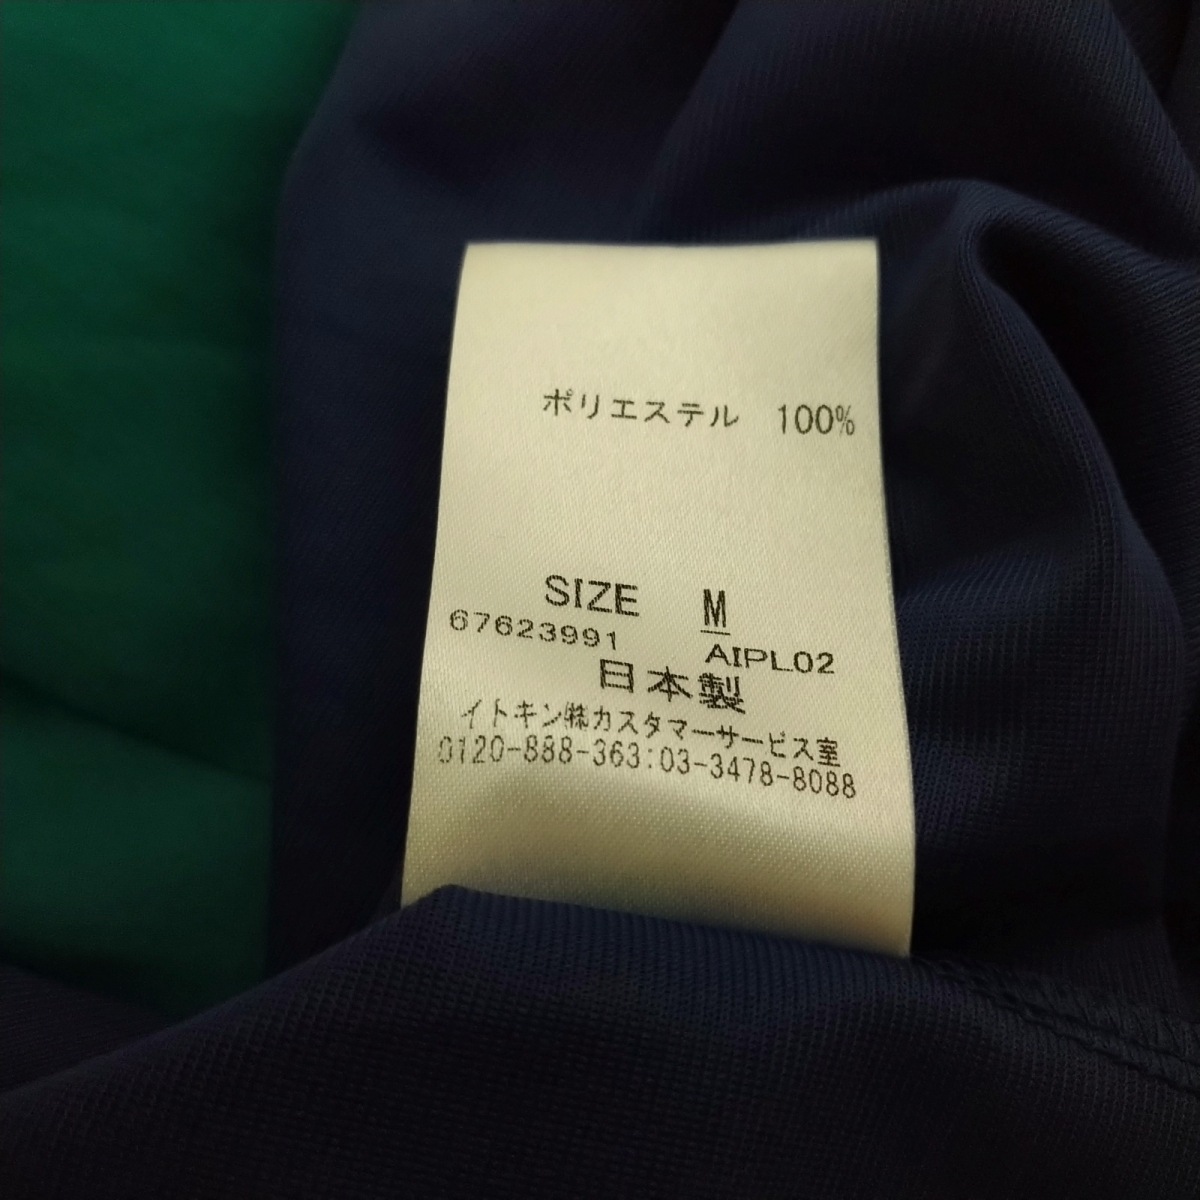 ポリエステル 100%
SIZE M
67623991 AIPL02
日本製
イトキン㈱カスタマーサービス室
0120-888-363:03-3478-8088